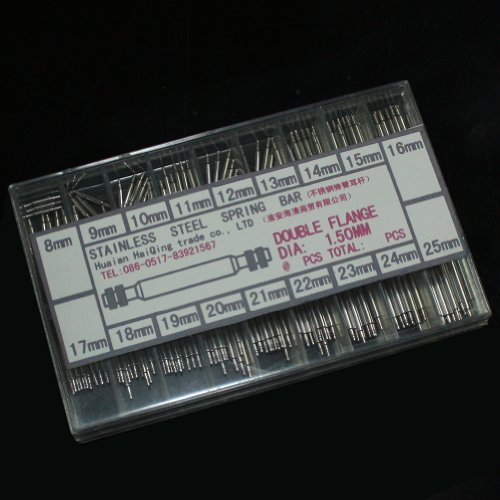 8mm 9mm 10mm 11mm 12mm 13mm 14mm 15mm 16mm
STAINLESS STEEL SPRING BAR (不锈钢弹簧耳杆)
Huaian HaiQing trade co., LTD (淮安海清商贸有限公司)
TEL:086-0517-83921567
DOUBLE FLANGE
DIA: 1.50MM
@ PCS TOTAL: PCS
17mm 18mm 19mm 20mm 21mm 22mm 23mm 24mm 25mm